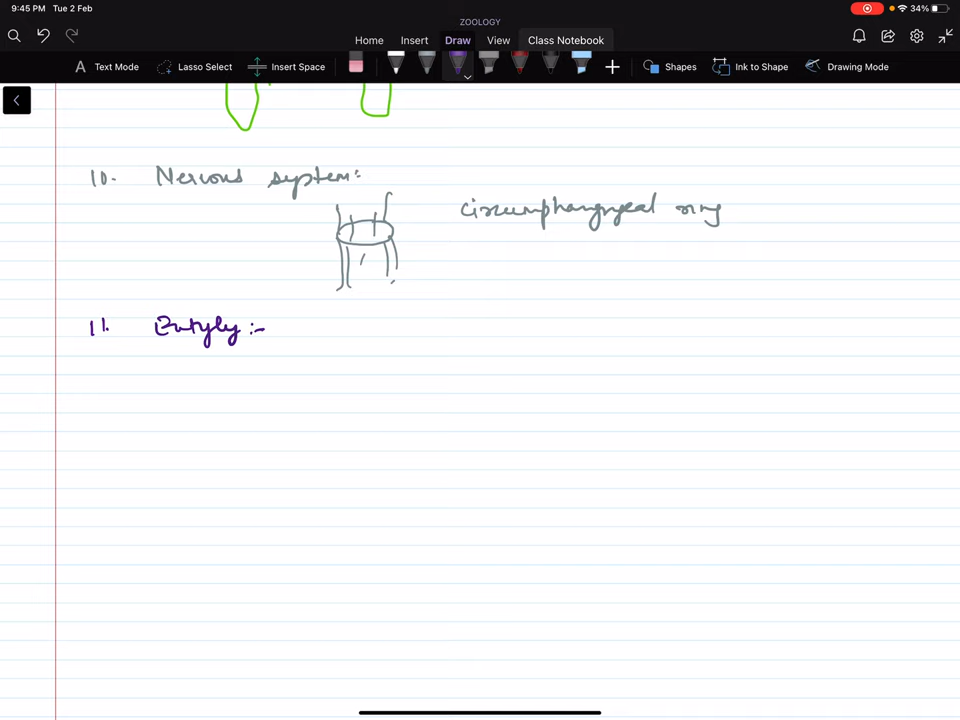 9:45 PM Tue 2 Feb 34%
ZOOLOGY
Home Insert Draw View Class Notebook
Text Mode Lasso Select Insert Space Shapes Ink to Shape Drawing Mode
10. Nervous system:
circumpharyngeal ring
11. Eutyly :-